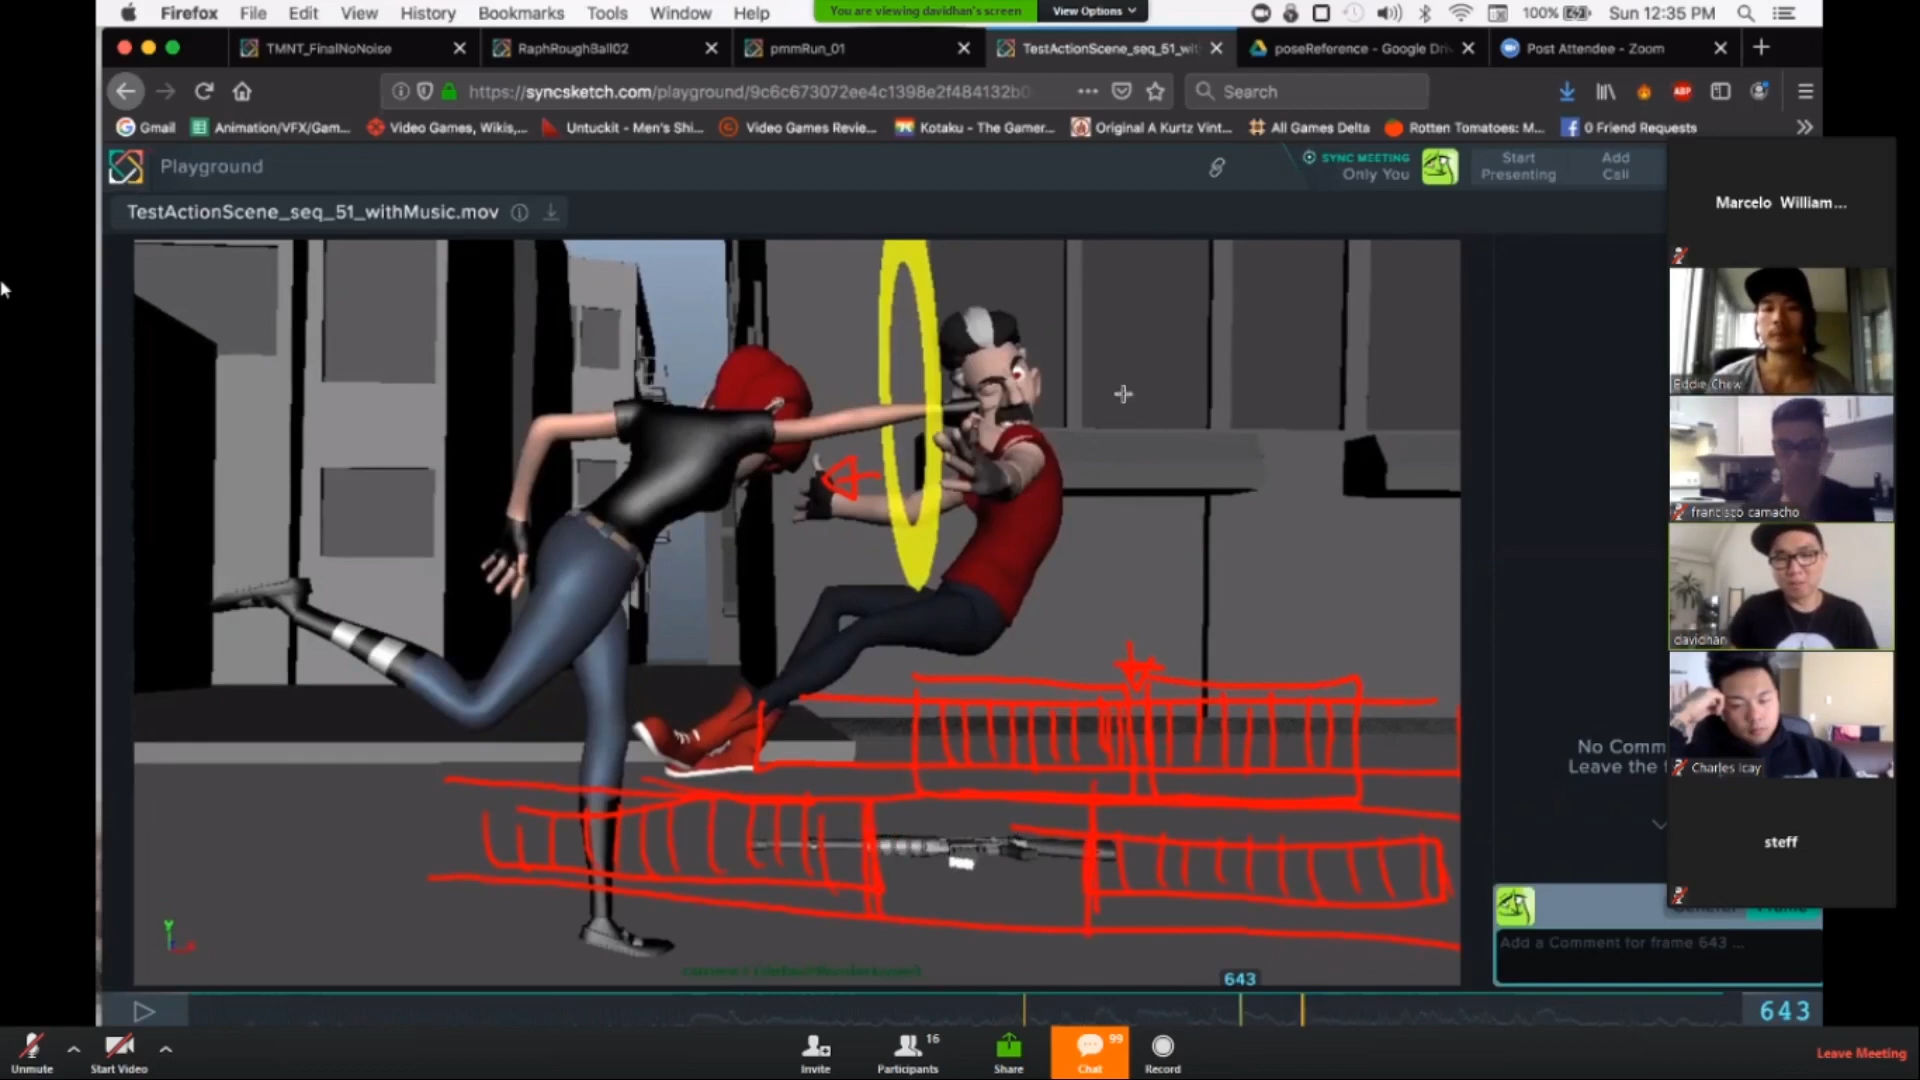 Firefox File Edit View History Bookmarks Tools Window Help
You are viewing davidhan's screen View Options
100% Sun 12:35 PM
TMNT_FinalNoNoise RaphRoughBall02 pmmRun_01 TestActionScene_seq_51_wit poseReference - Google Dri Post Attendee - Zoom
https://syncsketch.com/playground/9c6c673072ee4c1398e2f484132b0 Search ABP
Gmail Animation/VFX/Gam... Video Games, Wikis,... Untuckit - Men's Shi... Video Games Revie... Kotaku - The Gamer... Original A Kurtz Vint... All Games Delta Rotten Tomatoes: M... 0 Friend Requests
Playground
SYNC MEETING
Only You
Start
Presenting
Add
Call
TestActionScene_seq_51_withMusic.mov
Marcelo William...
Eddie Chew
francisco camacho
davidhan
Charles Icay
steff
No Comm
Leave the f
Add a Comment for frame 643 ...
643
643
Unmute Start Video Invite Participants 16 Share Chat 99 Record Leave Meeting